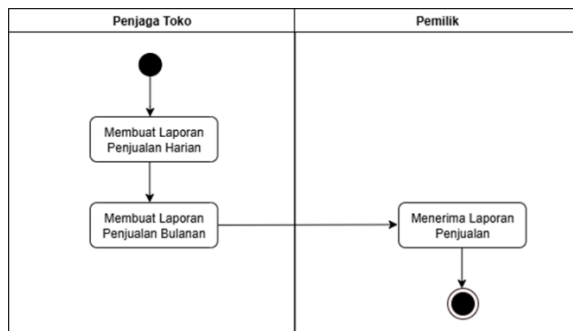 Penjaga Toko
Pemilik
Membuat Laporan
Penjualan Harian
Membuat Laporan
Penjualan Bulanan
Menerima Laporan
Penjualan